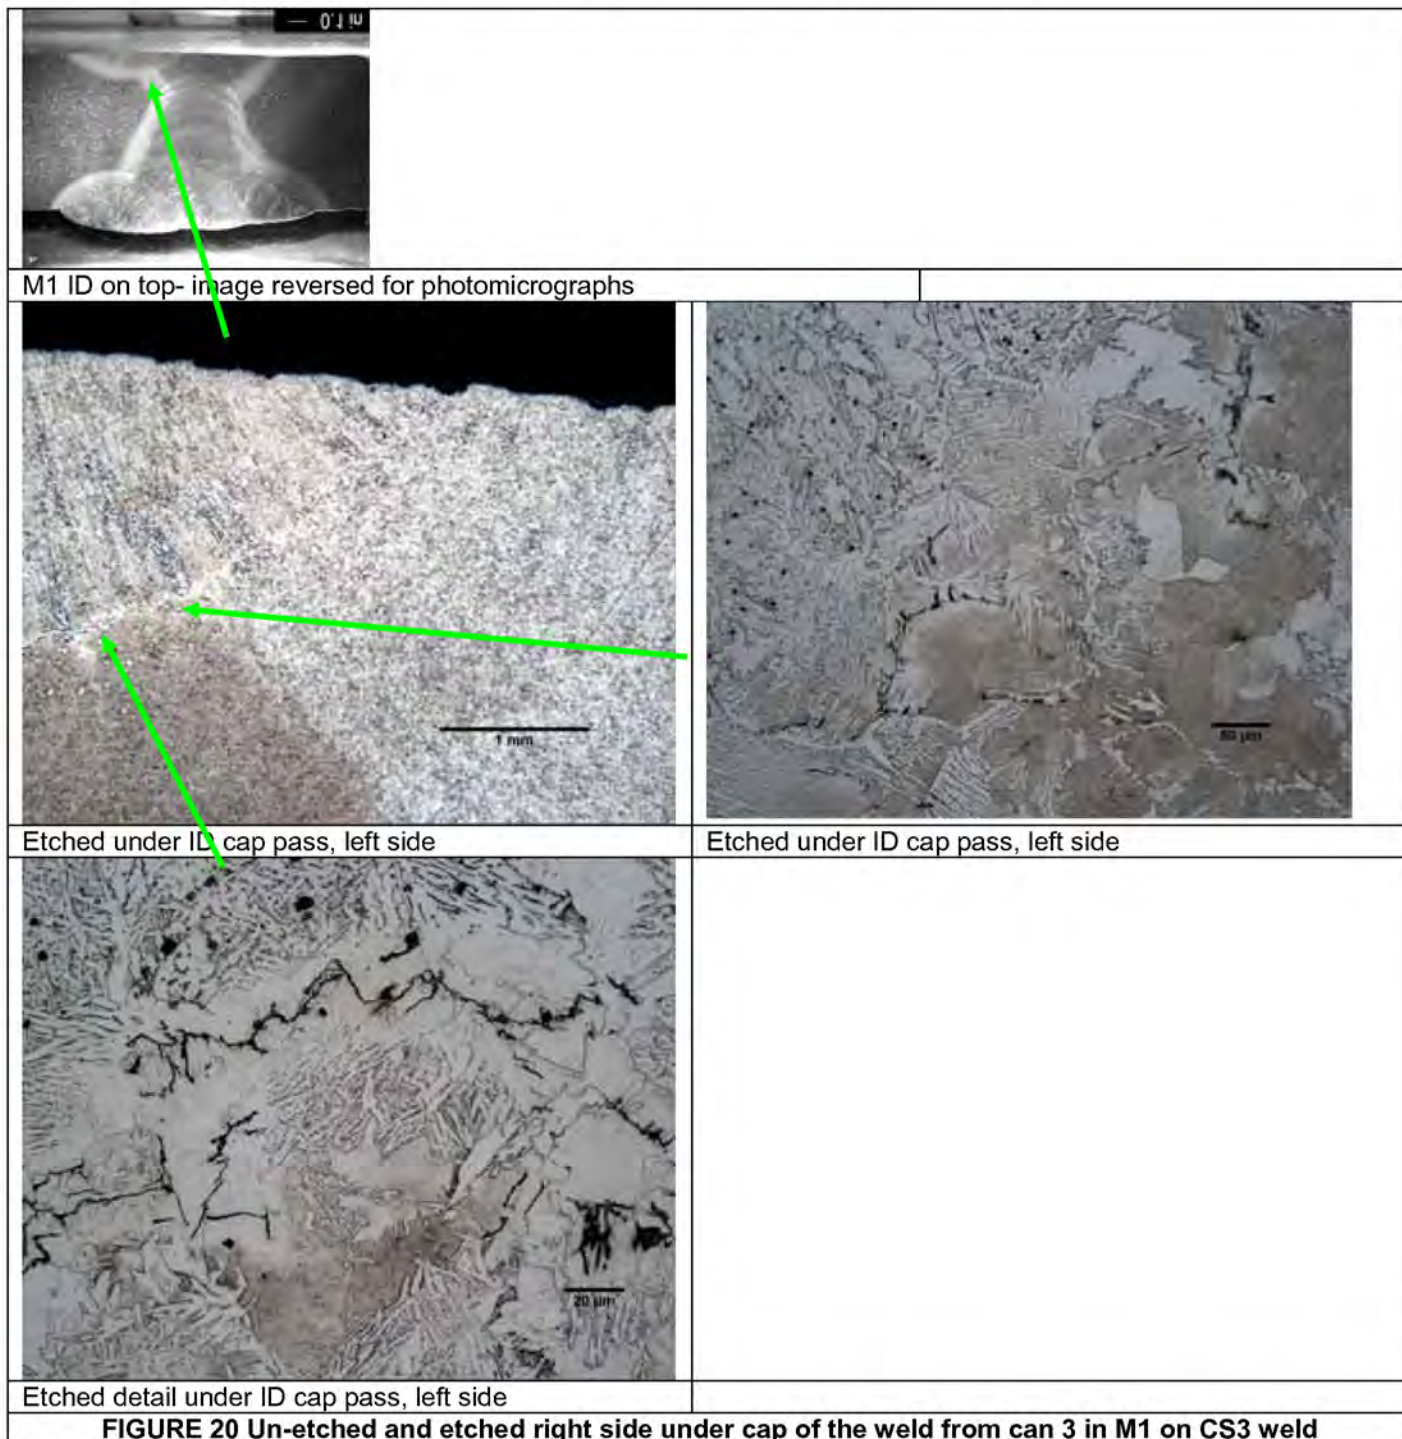 0.1 in
M1 ID on top- image reversed for photomicrographs
1 mm
50 µm
Etched under ID cap pass, left side
Etched under ID cap pass, left side
20 µm
Etched detail under ID cap pass, left side
FIGURE 20 Un-etched and etched right side under cap of the weld from can 3 in M1 on CS3 weld